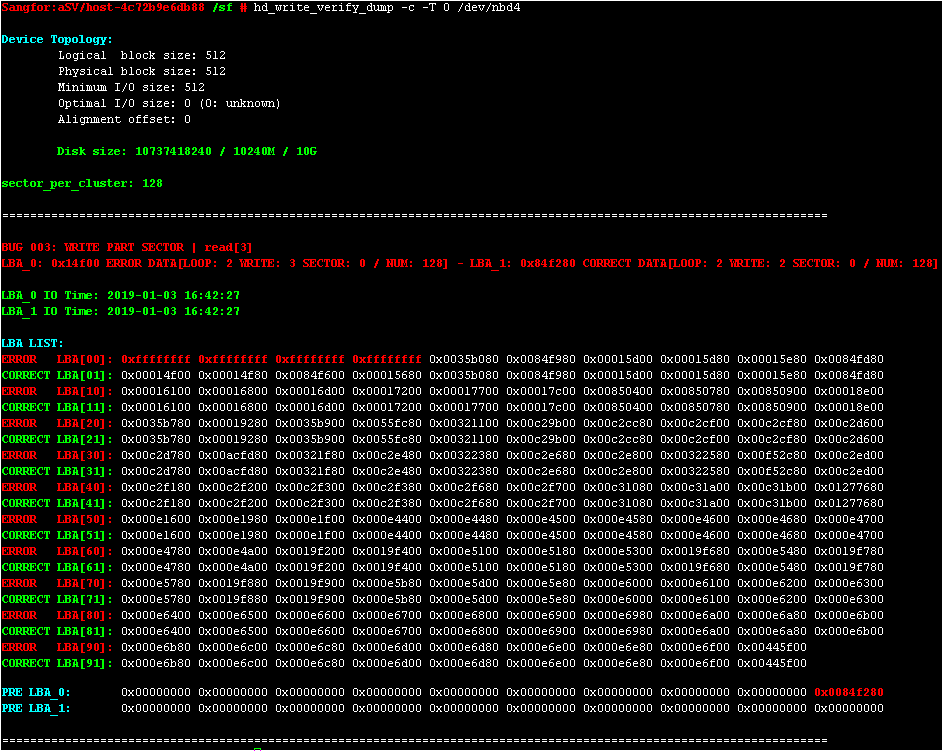 Sangfor:aSV/host-4c72b9e6dh88 /sf # hd_write_verify_dump -c -T 0 /dev/nbd4
Device Topology:
Logical  block size: 512
Physical block size: 512
Minimum I/O size: 512
Optimal I/O size: 0 (0: unknown)
Alignment offset: 0
Disk size: 10737418240 / 10240M / 10G
sector_per_cluster: 128
======================================================================================================================
BUG 003: WRITE PART SECTOR | read[3]
LBA_0: 0x14f00 ERROR DATA[LOOP: 2 WRITE: 3 SECTOR: 0 / NUM: 128] - LBA_1: 0x84f280 CORRECT DATA[LOOP: 2 WRITE: 2 SECTOR: 0 / NUM: 128]
LBA_0 IO Time: 2019-01-03 16:42:27
LBA_1 IO Time: 2019-01-03 16:42:27
LBA LIST:
ERROR   LBA[00]: 0xffffffff 0xffffffff 0xffffffff 0xffffffff 0x0035b080 0x0084f980 0x00015d00 0x00015d80 0x00015e80 0x0084fd80
CORRECT LBA[01]: 0x00014f00 0x00014f80 0x0084f600 0x00015680 0x0035b080 0x0084f980 0x00015d00 0x00015d80 0x00015e80 0x0084fd80
ERROR   LBA[10]: 0x00016100 0x00016800 0x00016d00 0x00017200 0x00017700 0x00017c00 0x00850400 0x00850780 0x00850900 0x00018e00
CORRECT LBA[11]: 0x00016100 0x00016800 0x00016d00 0x00017200 0x00017700 0x00017c00 0x00850400 0x00850780 0x00850900 0x00018e00
ERROR   LBA[20]: 0x0035b780 0x00019280 0x0035b900 0x0055fc80 0x00321100 0x00c29b00 0x00c2cc80 0x00c2cf00 0x00c2cf80 0x00c2d600
CORRECT LBA[21]: 0x0035b780 0x00019280 0x0035b900 0x0055fc80 0x00321100 0x00c29b00 0x00c2cc80 0x00c2cf00 0x00c2cf80 0x00c2d600
ERROR   LBA[30]: 0x00c2d780 0x00acfd80 0x00321f80 0x00c2e480 0x00322380 0x00c2e680 0x00c2e800 0x00322580 0x00f52c80 0x00c2ed00
CORRECT LBA[31]: 0x00c2d780 0x00acfd80 0x00321f80 0x00c2e480 0x00322380 0x00c2e680 0x00c2e800 0x00322580 0x00f52c80 0x00c2ed00
ERROR   LBA[40]: 0x00c2f180 0x00c2f200 0x00c2f300 0x00c2f380 0x00c2f680 0x00c2f700 0x00c31080 0x00c31a00 0x00c31b00 0x01277680
CORRECT LBA[41]: 0x00c2f180 0x00c2f200 0x00c2f300 0x00c2f380 0x00c2f680 0x00c2f700 0x00c31080 0x00c31a00 0x00c31b00 0x01277680
ERROR   LBA[50]: 0x000e1600 0x000e1980 0x000e1f00 0x000e4400 0x000e4480 0x000e4500 0x000e4580 0x000e4600 0x000e4680 0x000e4700
CORRECT LBA[51]: 0x000e1600 0x000e1980 0x000e1f00 0x000e4400 0x000e4480 0x000e4500 0x000e4580 0x000e4600 0x000e4680 0x000e4700
ERROR   LBA[60]: 0x000e4780 0x000e4a00 0x0019f200 0x0019f400 0x000e5100 0x000e5180 0x000e5300 0x0019f680 0x000e5480 0x0019f780
CORRECT LBA[61]: 0x000e4780 0x000e4a00 0x0019f200 0x0019f400 0x000e5100 0x000e5180 0x000e5300 0x0019f680 0x000e5480 0x0019f780
ERROR   LBA[70]: 0x000e5780 0x0019f880 0x0019f900 0x000e5b80 0x000e5d00 0x000e5e80 0x000e6000 0x000e6100 0x000e6200 0x000e6300
CORRECT LBA[71]: 0x000e5780 0x0019f880 0x0019f900 0x000e5b80 0x000e5d00 0x000e5e80 0x000e6000 0x000e6100 0x000e6200 0x000e6300
ERROR   LBA[80]: 0x000e6400 0x000e6500 0x000e6600 0x000e6700 0x000e6800 0x000e6900 0x000e6980 0x000e6a00 0x000e6a80 0x000e6b00
CORRECT LBA[81]: 0x000e6400 0x000e6500 0x000e6600 0x000e6700 0x000e6800 0x000e6900 0x000e6980 0x000e6a00 0x000e6a80 0x000e6b00
ERROR   LBA[90]: 0x000e6b80 0x000e6c00 0x000e6c80 0x000e6d00 0x000e6d80 0x000e6e00 0x000e6e80 0x000e6f00 0x00445f00
CORRECT LBA[91]: 0x000e6b80 0x000e6c00 0x000e6c80 0x000e6d00 0x000e6d80 0x000e6e00 0x000e6e80 0x000e6f00 0x00445f00
PRE LBA_0:       0x00000000 0x00000000 0x00000000 0x00000000 0x00000000 0x00000000 0x00000000 0x00000000 0x00000000 0x0084f280
PRE LBA_1:       0x00000000 0x00000000 0x00000000 0x00000000 0x00000000 0x00000000 0x00000000 0x00000000 0x00000000 0x00000000
======================================================================================================================